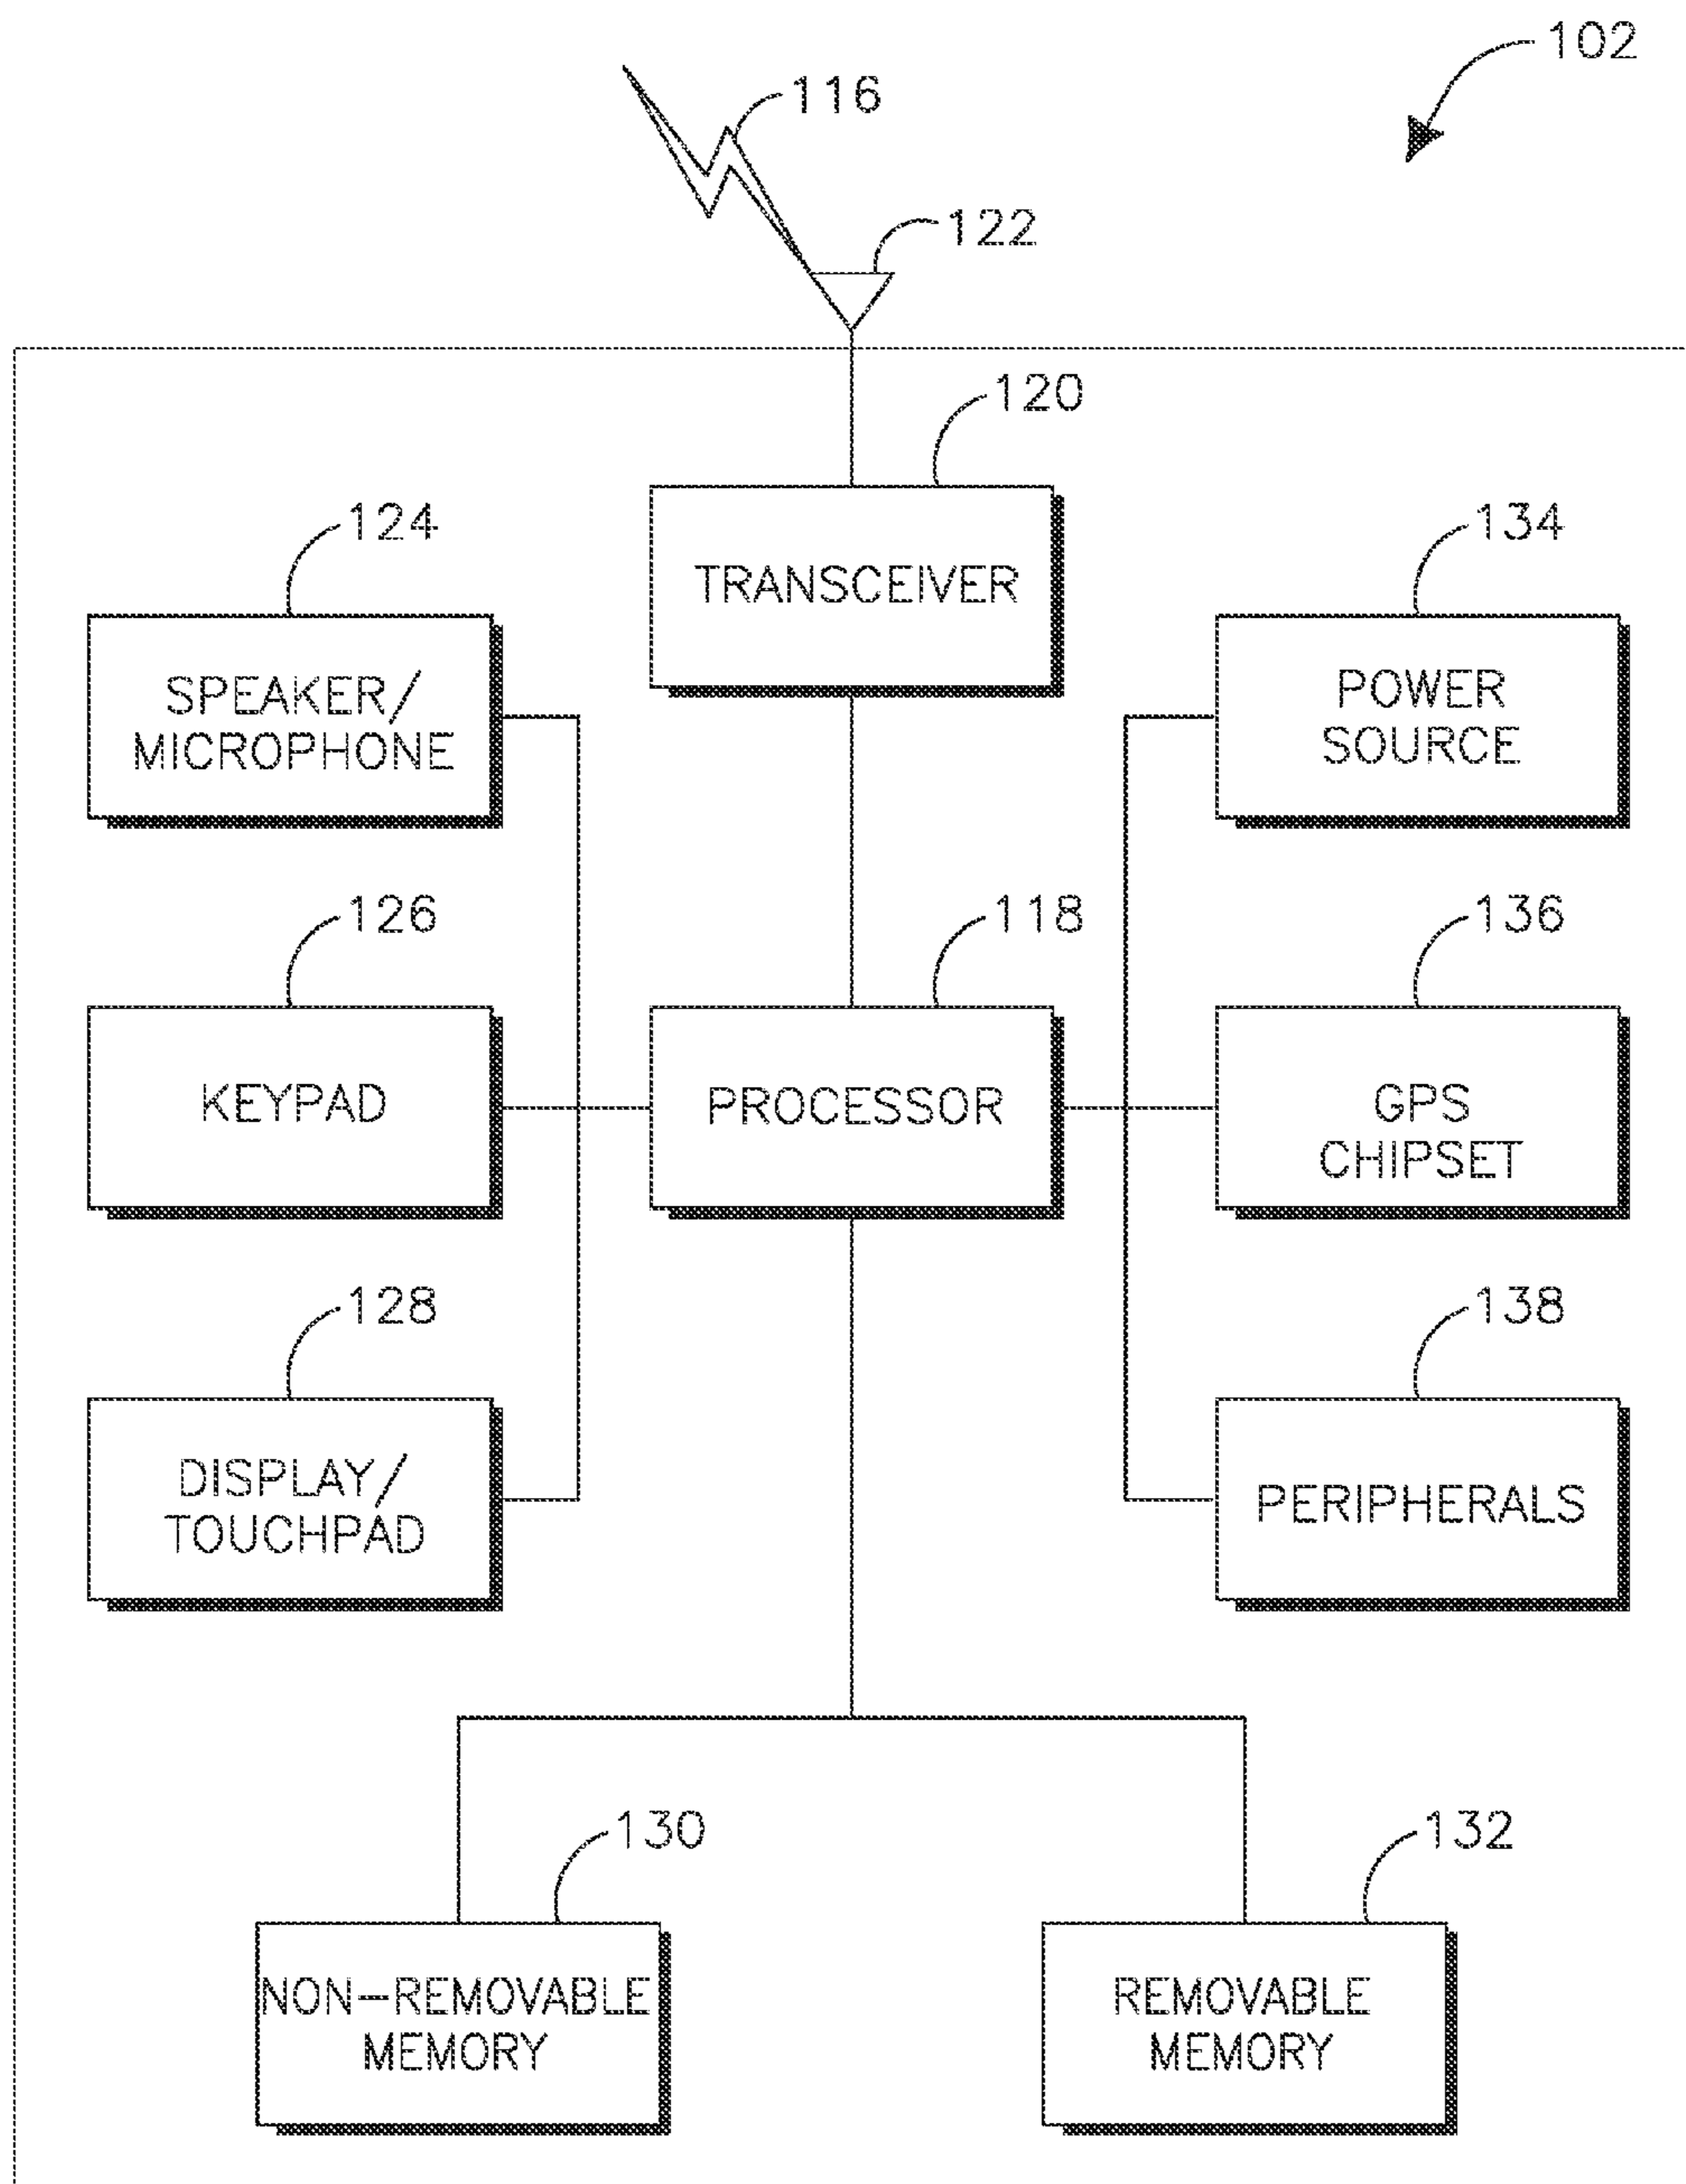 102
116
122
120
TRANSCEIVER
124
SPEAKER/
MICROPHONE
134
POWER
SOURCE
126
KEYPAD
118
PROCESSOR
136
GPS
CHIPSET
128
DISPLAY/
TOUCHPAD
138
PERIPHERALS
130
NON-REMOVABLE
MEMORY
132
REMOVABLE
MEMORY